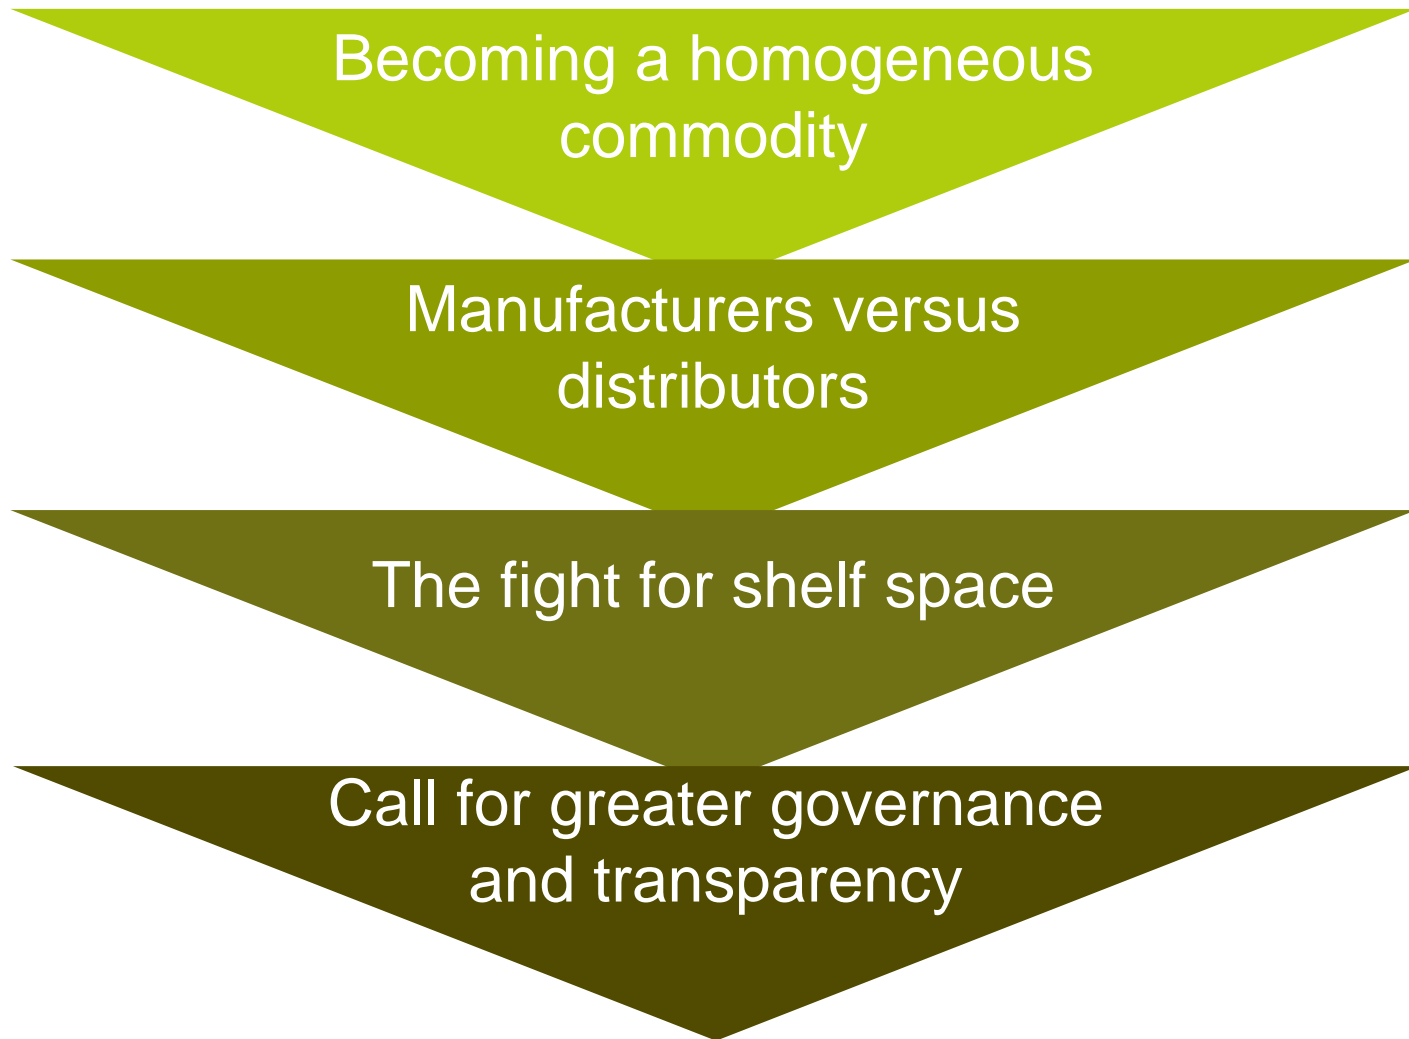 Becoming a homogeneous
commodity
Manufacturers versus
distributors
The fight for shelf space
Call for greater governance
and transparency